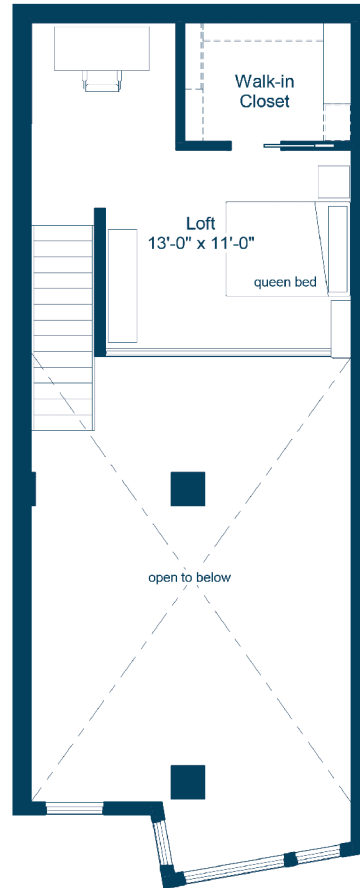 Walk-in
Closet
Loft
13'-0" x 11'-0"
queen bed
open to below